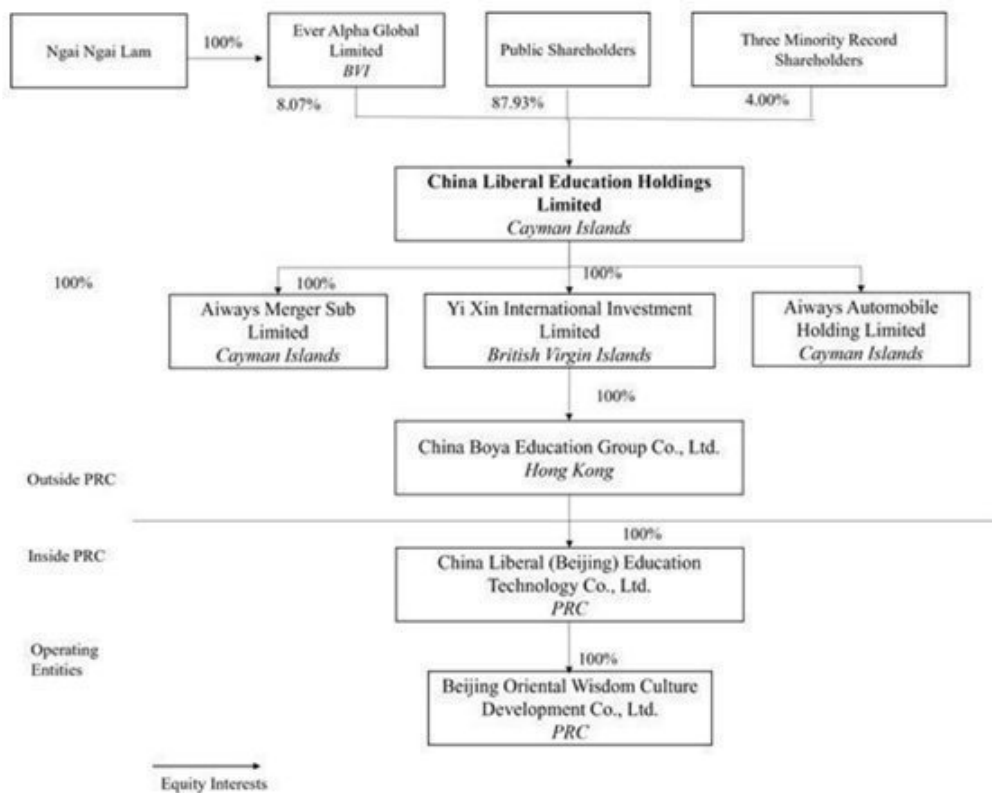 Ngai Ngai Lam
100%
Ever Alpha Global
Limited
BVI
Public Shareholders
Three Minority Record
Shareholders
8.07%
87.93%
4.00%
China Liberal Education Holdings
Limited
Cayman Islands
100%
100%
100%
Aiways Merger Sub
Limited
Cayman Islands
Yi Xin International Investment
Limited
British Virgin Islands
Aiways Automobile
Holding Limited
Cayman Islands
100%
China Boya Education Group Co., Ltd.
Hong Kong
Outside PRC
Inside PRC
100%
China Liberal (Beijing) Education
Technology Co., Ltd.
PRC
Operating
Entities
100%
Beijing Oriental Wisdom Culture
Development Co., Ltd.
PRC
Equity Interests